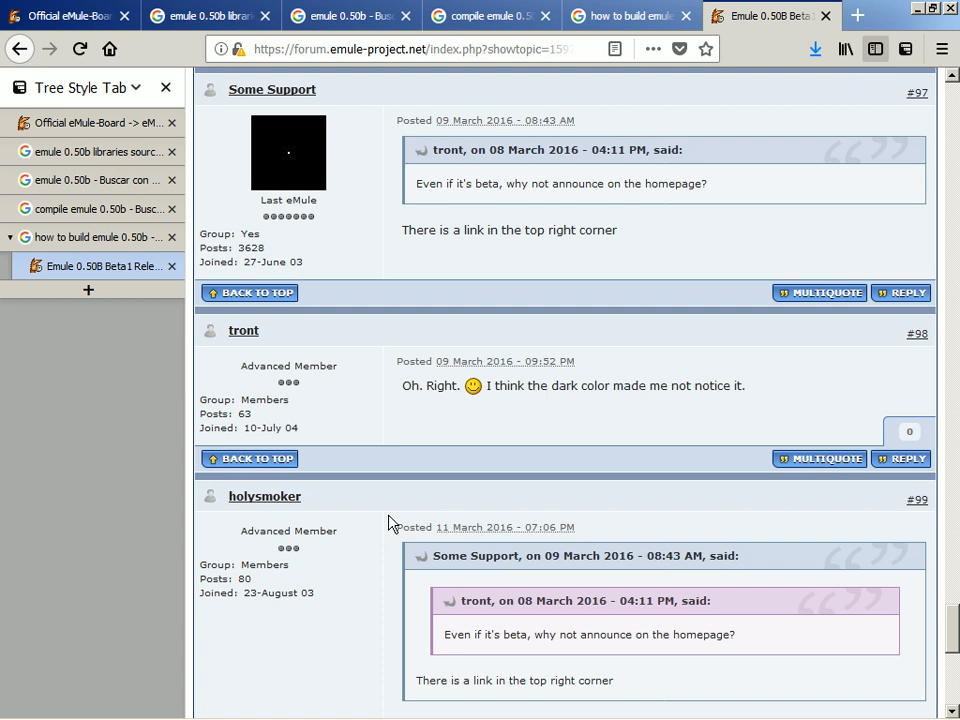 Official eMule-Board
emule 0.50b librar
emule 0.50b - Bus
compile emule 0.50
how to build emule
Emule 0.50B Beta1
https://forum.emule-project.net/index.php?showtopic=159
Tree Style Tab
Official eMule-Board -> eM...
emule 0.50b libraries sourc...
emule 0.50b - Buscar con ...
compile emule 0.50b - Busc...
how to build emule 0.50b -...
Emule 0.50B Beta1 Rele...
Some Support
#97
Last eMule
Group: Yes
Posts: 3628
Joined: 27-June 03
Posted 09 March 2016 - 08:43 AM
tront, on 08 March 2016 - 04:11 PM, said:
Even if it's beta, why not announce on the homepage?
There is a link in the top right corner
BACK TO TOP
MULTIQUOTE
REPLY
tront
#98
Advanced Member
Group: Members
Posts: 63
Joined: 10-July 04
Posted 09 March 2016 - 09:52 PM
Oh. Right. I think the dark color made me not notice it.
0
BACK TO TOP
MULTIQUOTE
REPLY
holysmoker
#99
Advanced Member
Group: Members
Posts: 80
Joined: 23-August 03
Posted 11 March 2016 - 07:06 PM
Some Support, on 09 March 2016 - 08:43 AM, said:
tront, on 08 March 2016 - 04:11 PM, said:
Even if it's beta, why not announce on the homepage?
There is a link in the top right corner